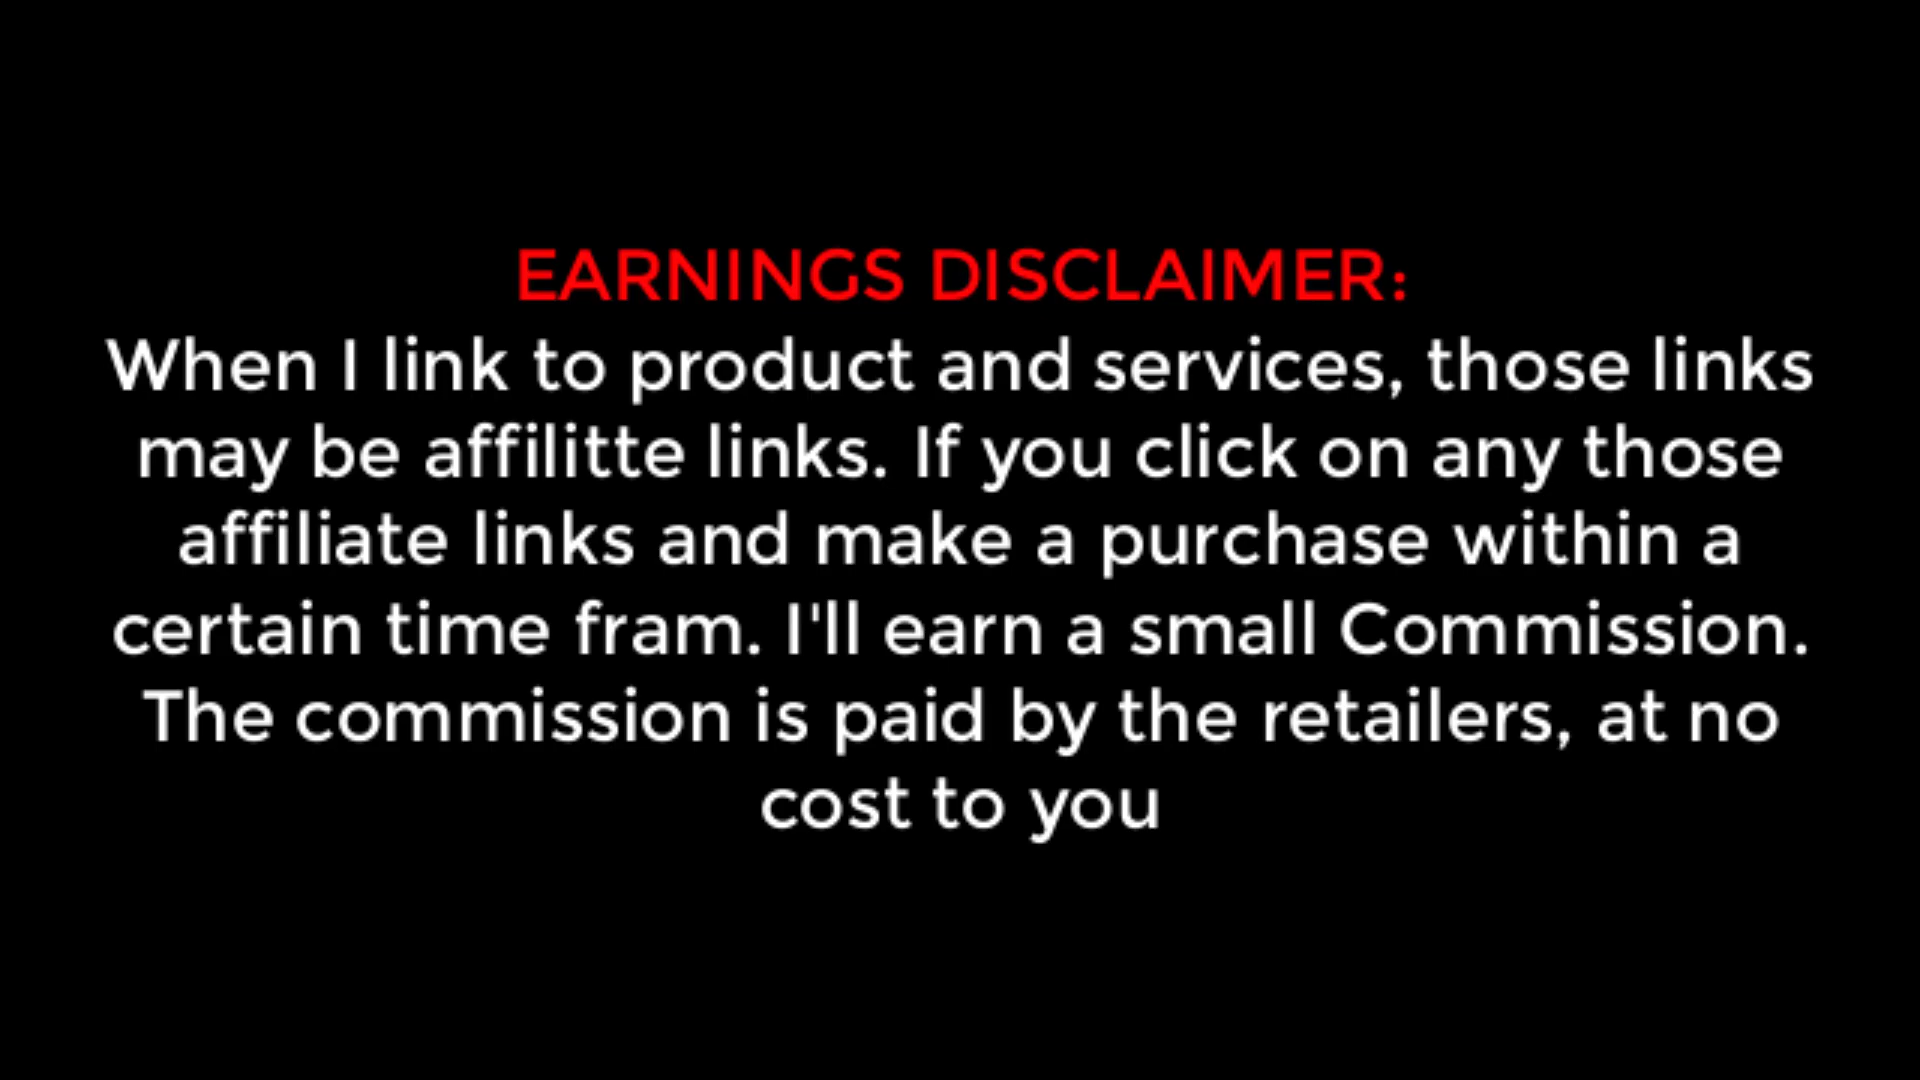 EARNINGS DISCLAIMER:
When I link to product and services, those links
may be affilitte links. If you click on any those
affiliate links and make a purchase within a
certain time fram. I'll earn a small Commission.
The commission is paid by the retailers, at no
cost to you